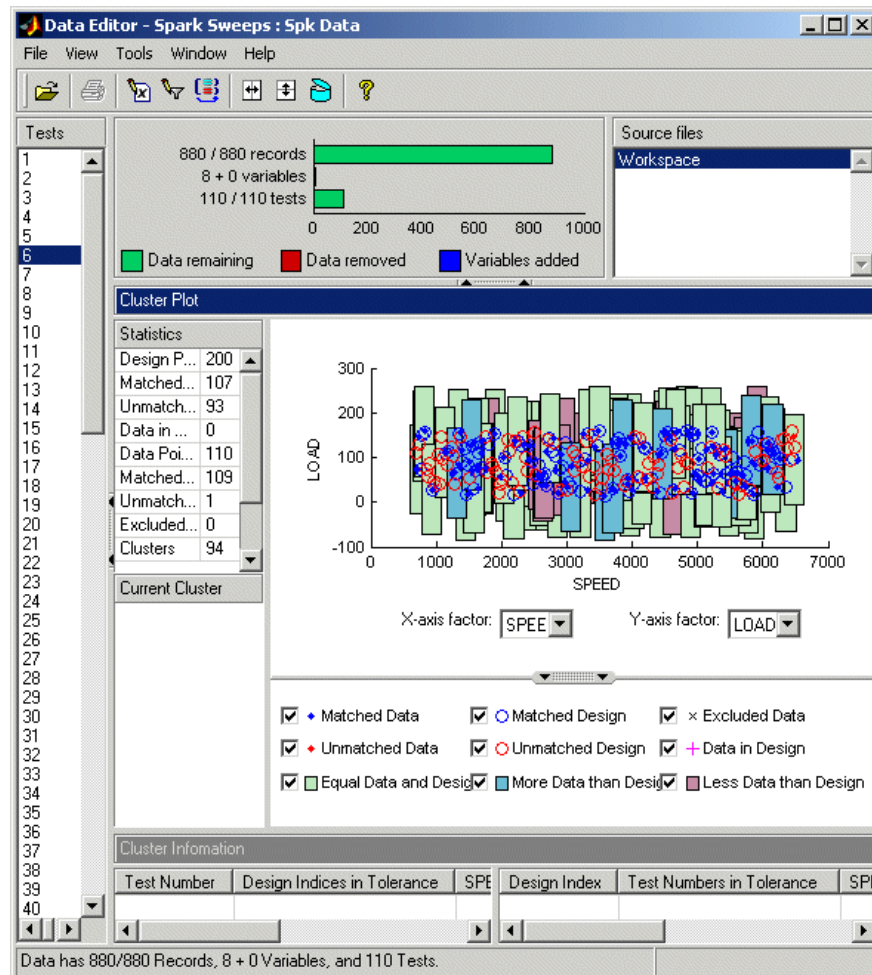 Data Editor - Spark Sweeps : Spk Data
File View Tools Window Help
Tests
1
2
3
4
5
6
7
8
9
10
11
12
13
14
15
16
17
18
19
20
21
22
23
24
25
26
27
28
29
30
31
32
33
34
35
36
37
38
39
40
880 / 880 records
8 + 0 variables
110 / 110 tests
0 200 400 600 800 1000
Data remaining Data removed Variables added
Source files
Workspace
Cluster Plot
Statistics
Design P... 200
Matched... 107
Unmatch... 93
Data in ... 0
Data Poi... 110
Matched... 109
Unmatch... 1
Excluded... 0
Clusters 94
Current Cluster
300
200
100
0
-100
LOAD
0 1000 2000 3000 4000 5000 6000 7000
SPEED
X-axis factor: SPEE Y-axis factor: LOAD
Matched Data Matched Design Excluded Data
Unmatched Data Unmatched Design Data in Design
Equal Data and Desig More Data than Desig Less Data than Design
Cluster Infomation
Test Number Design Indices in Tolerance SPE Design Index Test Numbers in Tolerance SPI
Data has 880/880 Records, 8 + 0 Variables, and 110 Tests.